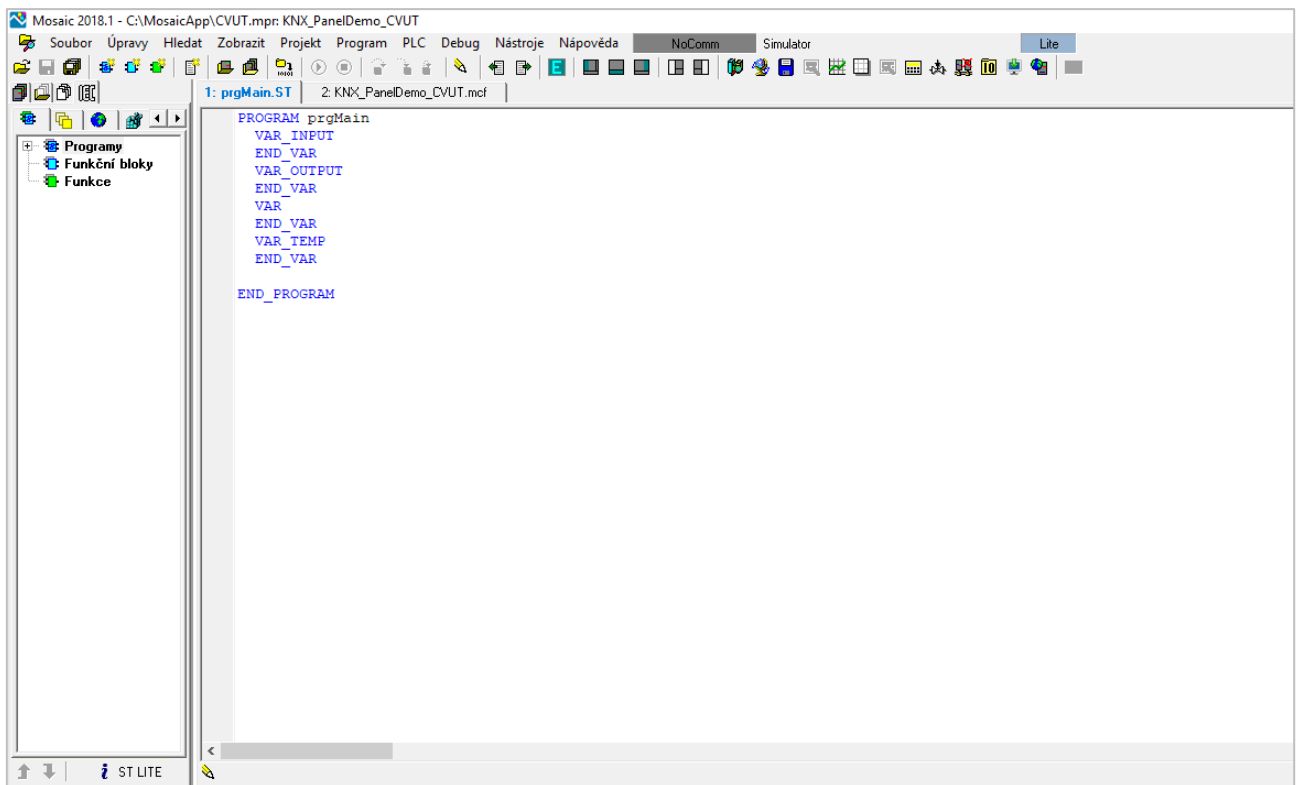 Mosaic 2018.1 - C:\MosaicApp\CVUT.mpr: KNX_PanelDemo_CVUT
Soubor Úpravy Hledat Zobrazit Projekt Program PLC Debug Nástroje Nápověda NoComm Simulator Lite
1: prgMain.ST 2: KNX_PanelDemo_CVUT.mcf
PROGRAM prgMain
VAR_INPUT
END_VAR
VAR_OUTPUT
END_VAR
VAR
END_VAR
VAR_TEMP
END_VAR
END_PROGRAM
Programy
Funkční bloky
Funkce
i ST LITE